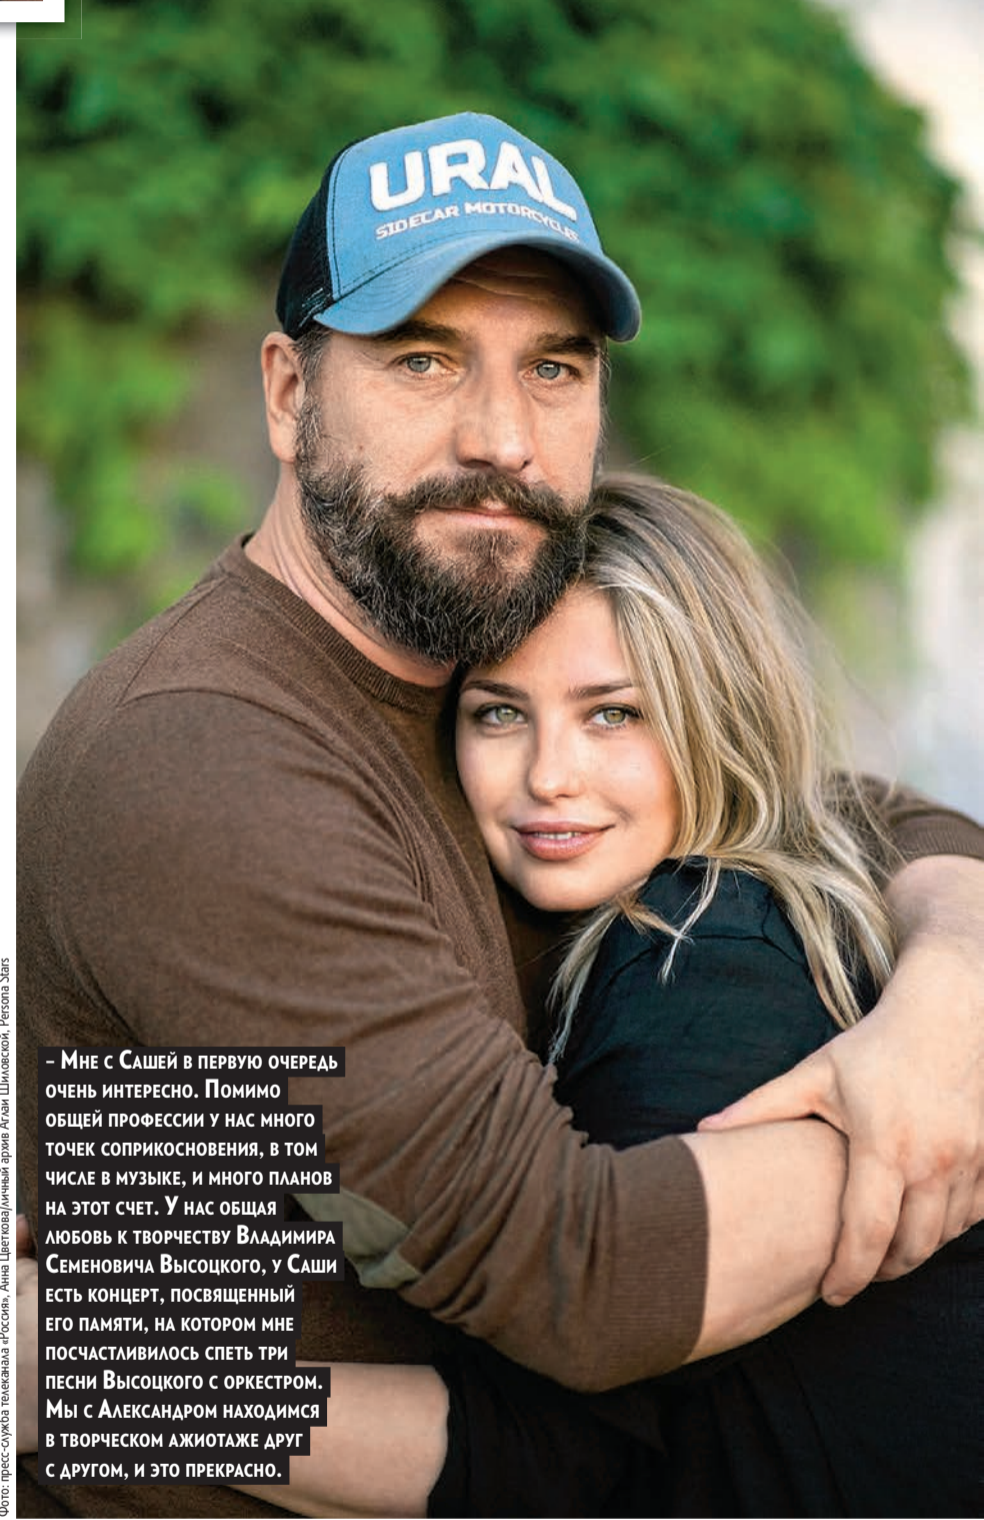 URAL
SIDECAR MOTORCYCLES
– Мне с Сашей в первую очередь
очень интересно. Помимо
общей профессии у нас много
точек соприкосновения, в том
числе в музыке, и много планов
на этот счет. У нас общая
любовь к творчеству Владимира
Семеновича Высоцкого, у Саши
есть концерт, посвященный
его памяти, на котором мне
посчастливилось спеть три
песни Высоцкого с оркестром.
Мы с Александром находимся
в творческом ажиотаже друг
с другом, и это прекрасно.
Фото: пресс-служба телеканала «Россия», Анна Цветкова/личный архив Аглаи Шиловской, Persona Stars